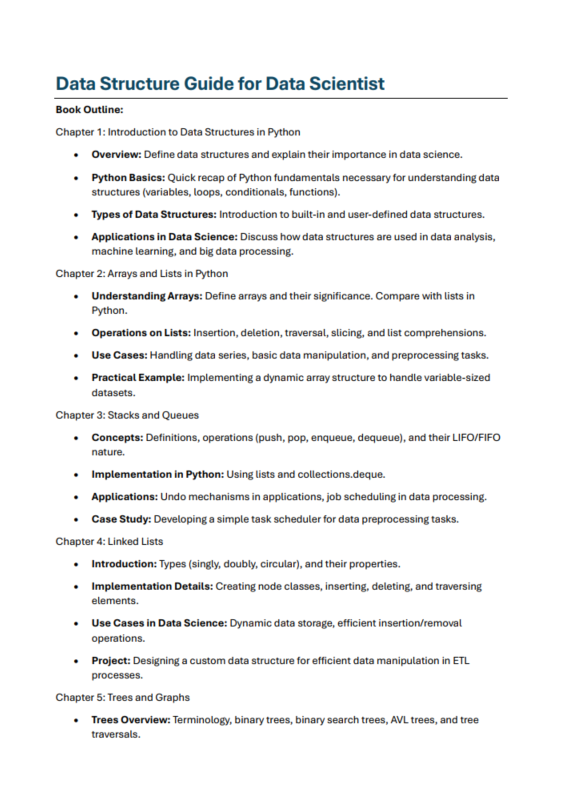 Data Structure Guide for Data Scientist
Book Outline:
Chapter 1: Introduction to Data Structures in Python
• Overview: Define data structures and explain their importance in data science.
• Python Basics: Quick recap of Python fundamentals necessary for understanding data
structures (variables, loops, conditionals, functions).
• Types of Data Structures: Introduction to built-in and user-defined data structures.
• Applications in Data Science: Discuss how data structures are used in data analysis,
machine learning, and big data processing.
Chapter 2: Arrays and Lists in Python
• Understanding Arrays: Define arrays and their significance. Compare with lists in
Python.
• Operations on Lists: Insertion, deletion, traversal, slicing, and list comprehensions.
• Use Cases: Handling data series, basic data manipulation, and preprocessing tasks.
• Practical Example: Implementing a dynamic array structure to handle variable-sized
datasets.
Chapter 3: Stacks and Queues
• Concepts: Definitions, operations (push, pop, enqueue, dequeue), and their LIFO/FIFO
nature.
• Implementation in Python: Using lists and collections.deque.
• Applications: Undo mechanisms in applications, job scheduling in data processing.
• Case Study: Developing a simple task scheduler for data preprocessing tasks.
Chapter 4: Linked Lists
• Introduction: Types (singly, doubly, circular), and their properties.
• Implementation Details: Creating node classes, inserting, deleting, and traversing
elements.
• Use Cases in Data Science: Dynamic data storage, efficient insertion/removal
operations.
• Project: Designing a custom data structure for efficient data manipulation in ETL
processes.
Chapter 5: Trees and Graphs
• Trees Overview: Terminology, binary trees, binary search trees, AVL trees, and tree
traversals.